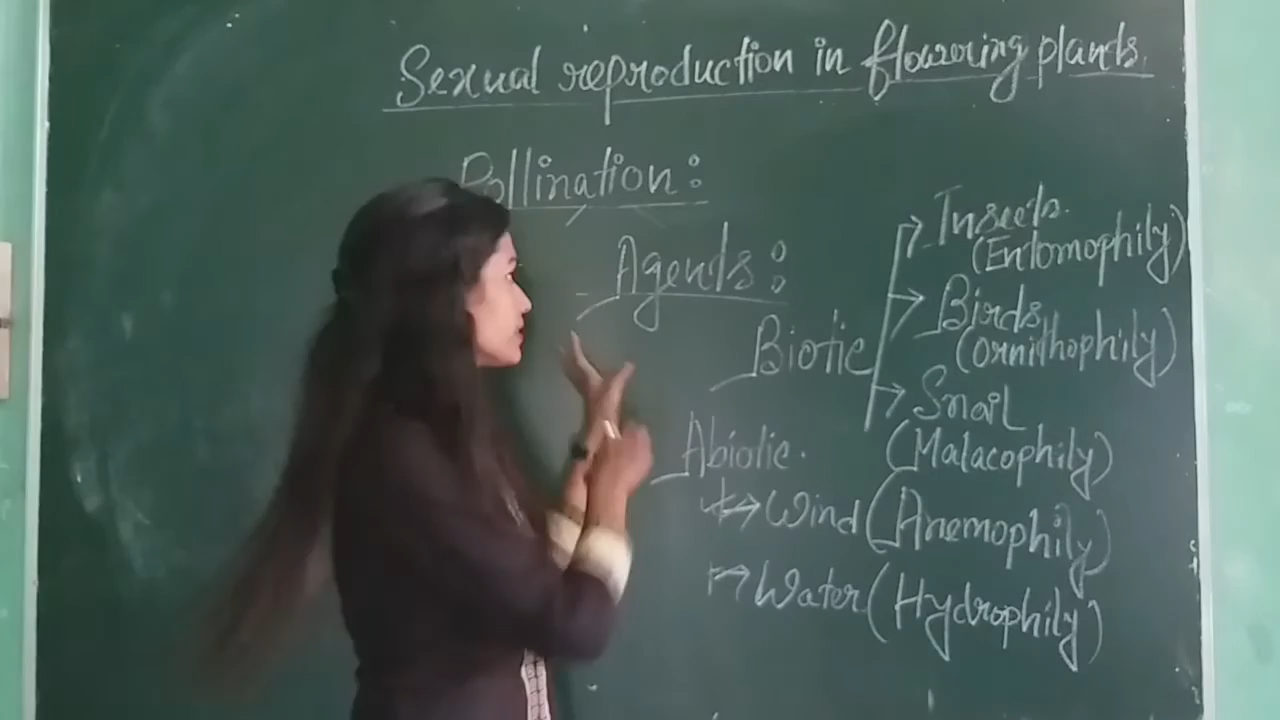 Sexual reproduction in flowering plants
Pollination:
Agents:
Biotic
Insects.
(Entomophily)
Birds
(Ornithophily)
Snail
(Malacophily)
Abiotic.
Wind (Anemophily)
Water (Hydrophily)